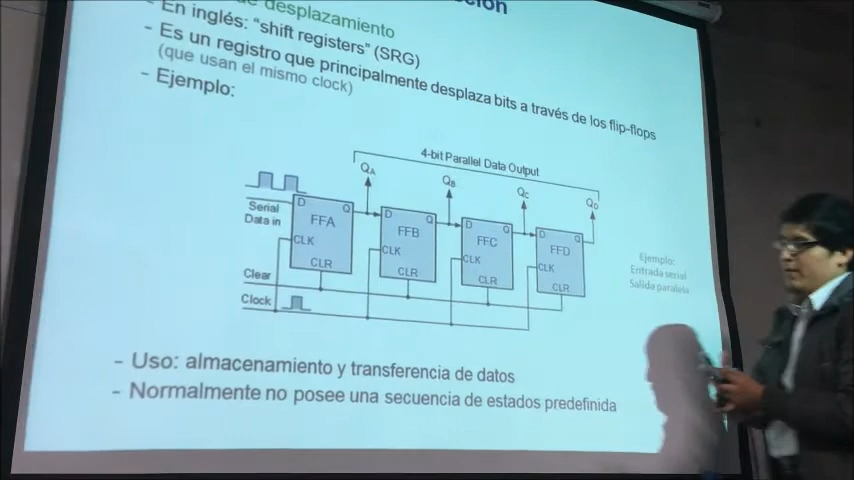 de desplazamiento
- En inglés: "shift registers" (SRG)
- Es un registro que principalmente desplaza bits a través de los flip-flops
(que usan el mismo clock)
- Ejemplo:
4-bit Parallel Data Output
QA QB QC QD
Serial
Data in
D Q
FFA
CLK
CLR
D Q
FFB
CLK
CLR
D Q
FFC
CLK
CLR
D Q
FFD
CLK
CLR
Clear
Clock
Ejemplo:
Entrada serial
Salida paralela
- Uso: almacenamiento y transferencia de datos
- Normalmente no posee una secuencia de estados predefinida